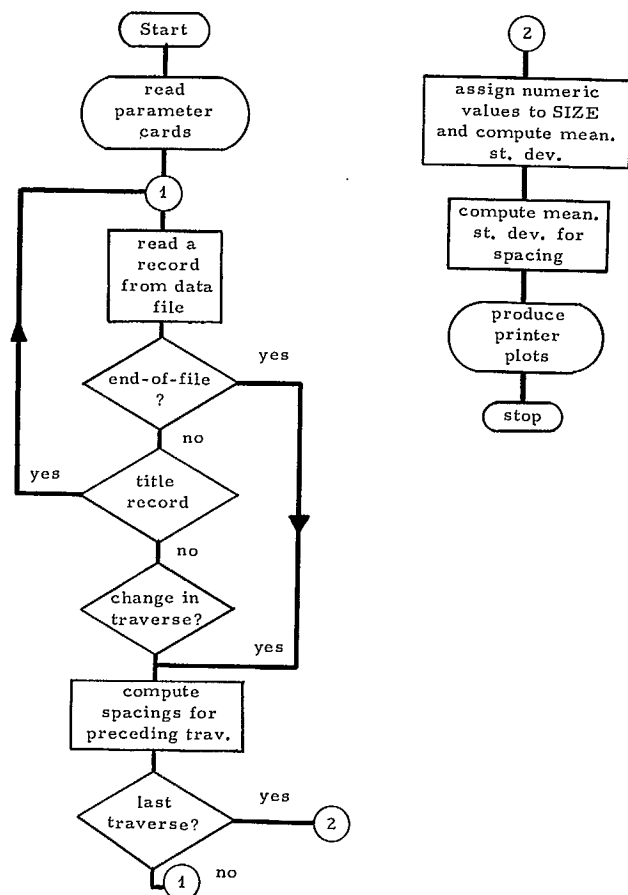 Start
read
parameter
cards
1
read a
record
from data
file
yes
end-of-file
?
no
yes
title
record
no
change in
traverse?
yes
compute
spacings for
preceding trav.
last
traverse?
yes
2
no
1
2
assign numeric
values to SIZE
and compute mean.
st. dev.
compute mean.
st. dev. for
spacing
produce
printer
plots
stop